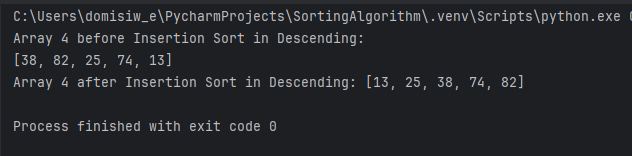 C:\Users\domisiw_e\PycharmProjects\SortingAlgorithm\.venv\Scripts\python.exe
Array 4 before Insertion Sort in Descending:
[38, 82, 25, 74, 13]
Array 4 after Insertion Sort in Descending: [13, 25, 38, 74, 82]
Process finished with exit code 0